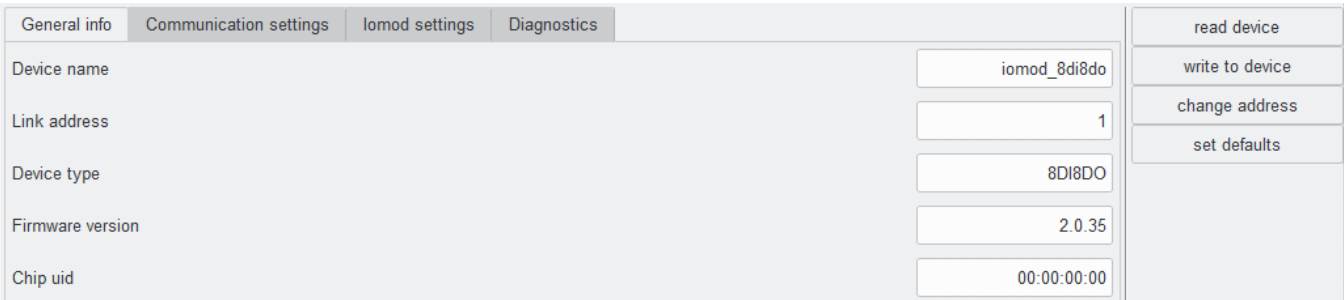 General info
Communication settings
Iomod settings
Diagnostics
Device name
iomod_8di8do
Link address
1
Device type
8DI8DO
Firmware version
2.0.35
Chip uid
00:00:00:00
read device
write to device
change address
set defaults